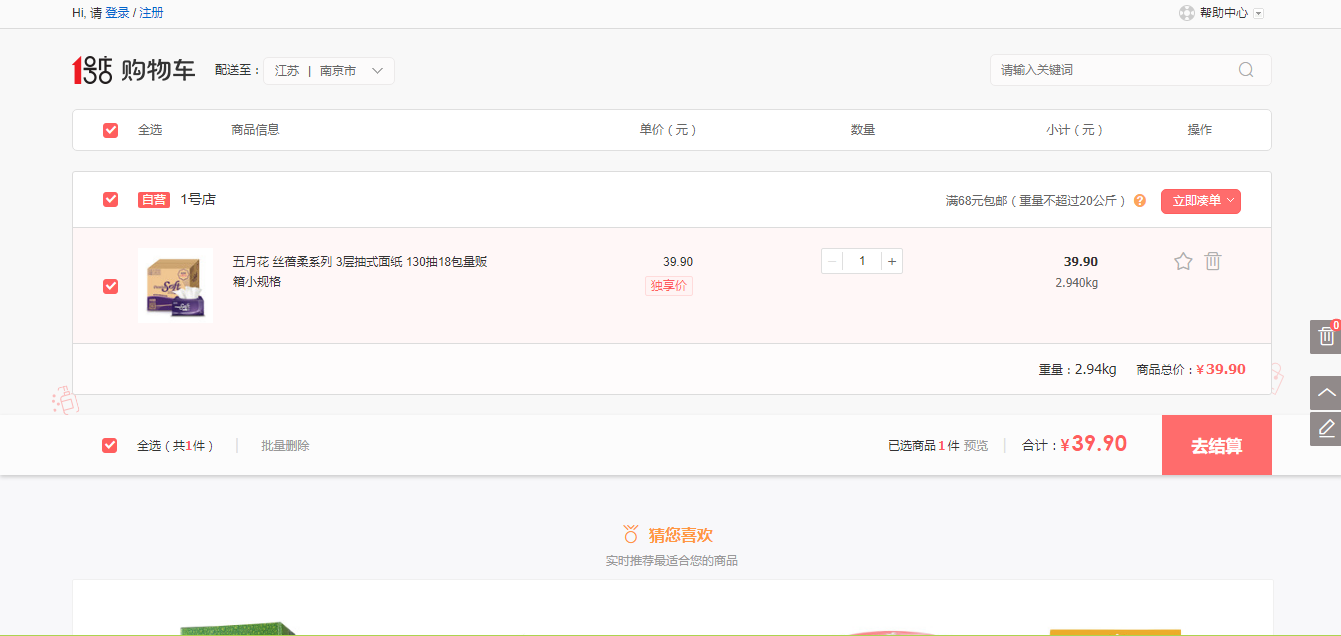 Hi, 请 登录 / 注册
帮助中心
1号店 购物车
配送至：
江苏 | 南京市
请输入关键词
全选
商品信息
单价（元）
数量
小计（元）
操作
自营 1号店
满68元包邮（重量不超过20公斤） ?
立即凑单
五月花 丝蓓柔系列 3层抽式面纸 130抽18包量贩
箱小规格
39.90
独享价
- 1 +
39.90
2.940kg
0
重量：2.94kg 商品总价：¥39.90
全选（共1件） | 批量删除
已选商品1件 预览 | 合计：¥39.90
去结算
猜您喜欢
实时推荐最适合您的商品